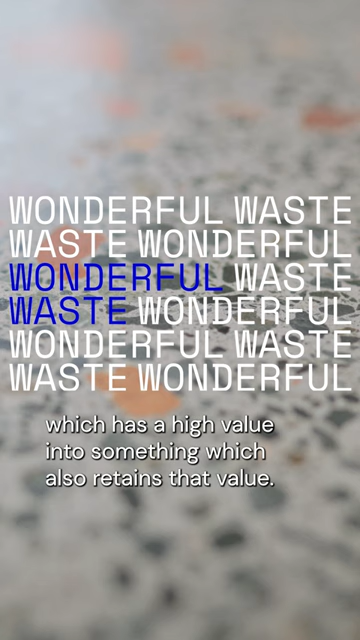 WONDERFUL WASTE
WASTE WONDERFUL
WONDERFUL WASTE
WASTE WONDERFUL
WONDERFUL WASTE
WASTE WONDERFUL
which has a high value
into something which
also retains that value.